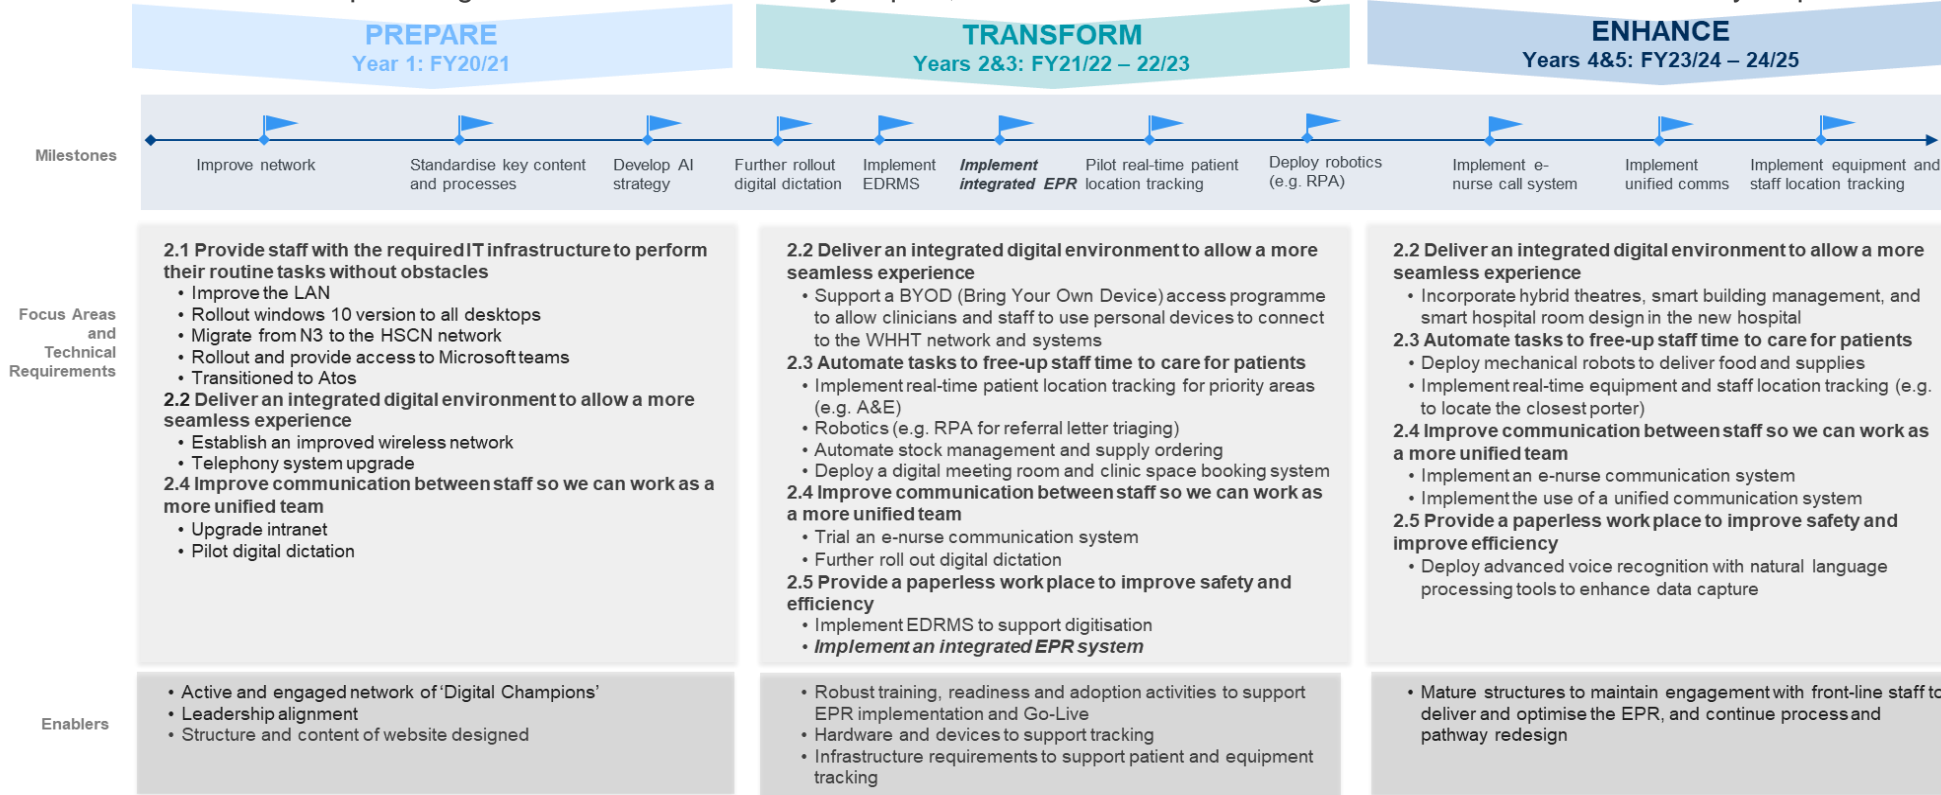 PREPARE
Year 1: FY20/21
TRANSFORM
Years 2&3: FY21/22 – 22/23
ENHANCE
Years 4&5: FY23/24 – 24/25
Milestones
Improve network
Standardise key content
and processes
Develop AI
strategy
Further rollout
digital dictation
Implement
EDRMS
Implement
integrated EPR
Pilot real-time patient
location tracking
Deploy robotics
(e.g. RPA)
Implement e-
nurse call system
Implement
unified comms
Implement equipment and
staff location tracking
Focus Areas
and
Technical
Requirements
2.1 Provide staff with the required IT infrastructure to perform
their routine tasks without obstacles
• Improve the LAN
• Rollout windows 10 version to all desktops
• Migrate from N3 to the HSCN network
• Rollout and provide access to Microsoft teams
• Transitioned to Atos
2.2 Deliver an integrated digital environment to allow a more
seamless experience
• Establish an improved wireless network
• Telephony system upgrade
2.4 Improve communication between staff so we can work as a
more unified team
• Upgrade intranet
• Pilot digital dictation
2.2 Deliver an integrated digital environment to allow a more
seamless experience
• Support a BYOD (Bring Your Own Device) access programme
to allow clinicians and staff to use personal devices to connect
to the WHHT network and systems
2.3 Automate tasks to free-up staff time to care for patients
• Implement real-time patient location tracking for priority areas
(e.g. A&E)
• Robotics (e.g. RPA for referral letter triaging)
• Automate stock management and supply ordering
• Deploy a digital meeting room and clinic space booking system
2.4 Improve communication between staff so we can work as
a more unified team
• Trial an e-nurse communication system
• Further roll out digital dictation
2.5 Provide a paperless work place to improve safety and
efficiency
• Implement EDRMS to support digitisation
• Implement an integrated EPR system
2.2 Deliver an integrated digital environment to allow a more
seamless experience
• Incorporate hybrid theatres, smart building management, and
smart hospital room design in the new hospital
2.3 Automate tasks to free-up staff time to care for patients
• Deploy mechanical robots to deliver food and supplies
• Implement real-time equipment and staff location tracking (e.g.
to locate the closest porter)
2.4 Improve communication between staff so we can work as
a more unified team
• Implement an e-nurse communication system
• Implement the use of a unified communication system
2.5 Provide a paperless work place to improve safety and
improve efficiency
• Deploy advanced voice recognition with natural language
processing tools to enhance data capture
Enablers
• Active and engaged network of ‘Digital Champions’
• Leadership alignment
• Structure and content of website designed
• Robust training, readiness and adoption activities to support
EPR implementation and Go-Live
• Hardware and devices to support tracking
• Infrastructure requirements to support patient and equipment
tracking
• Mature structures to maintain engagement with front-line staff to
deliver and optimise the EPR, and continue process and
pathway redesign